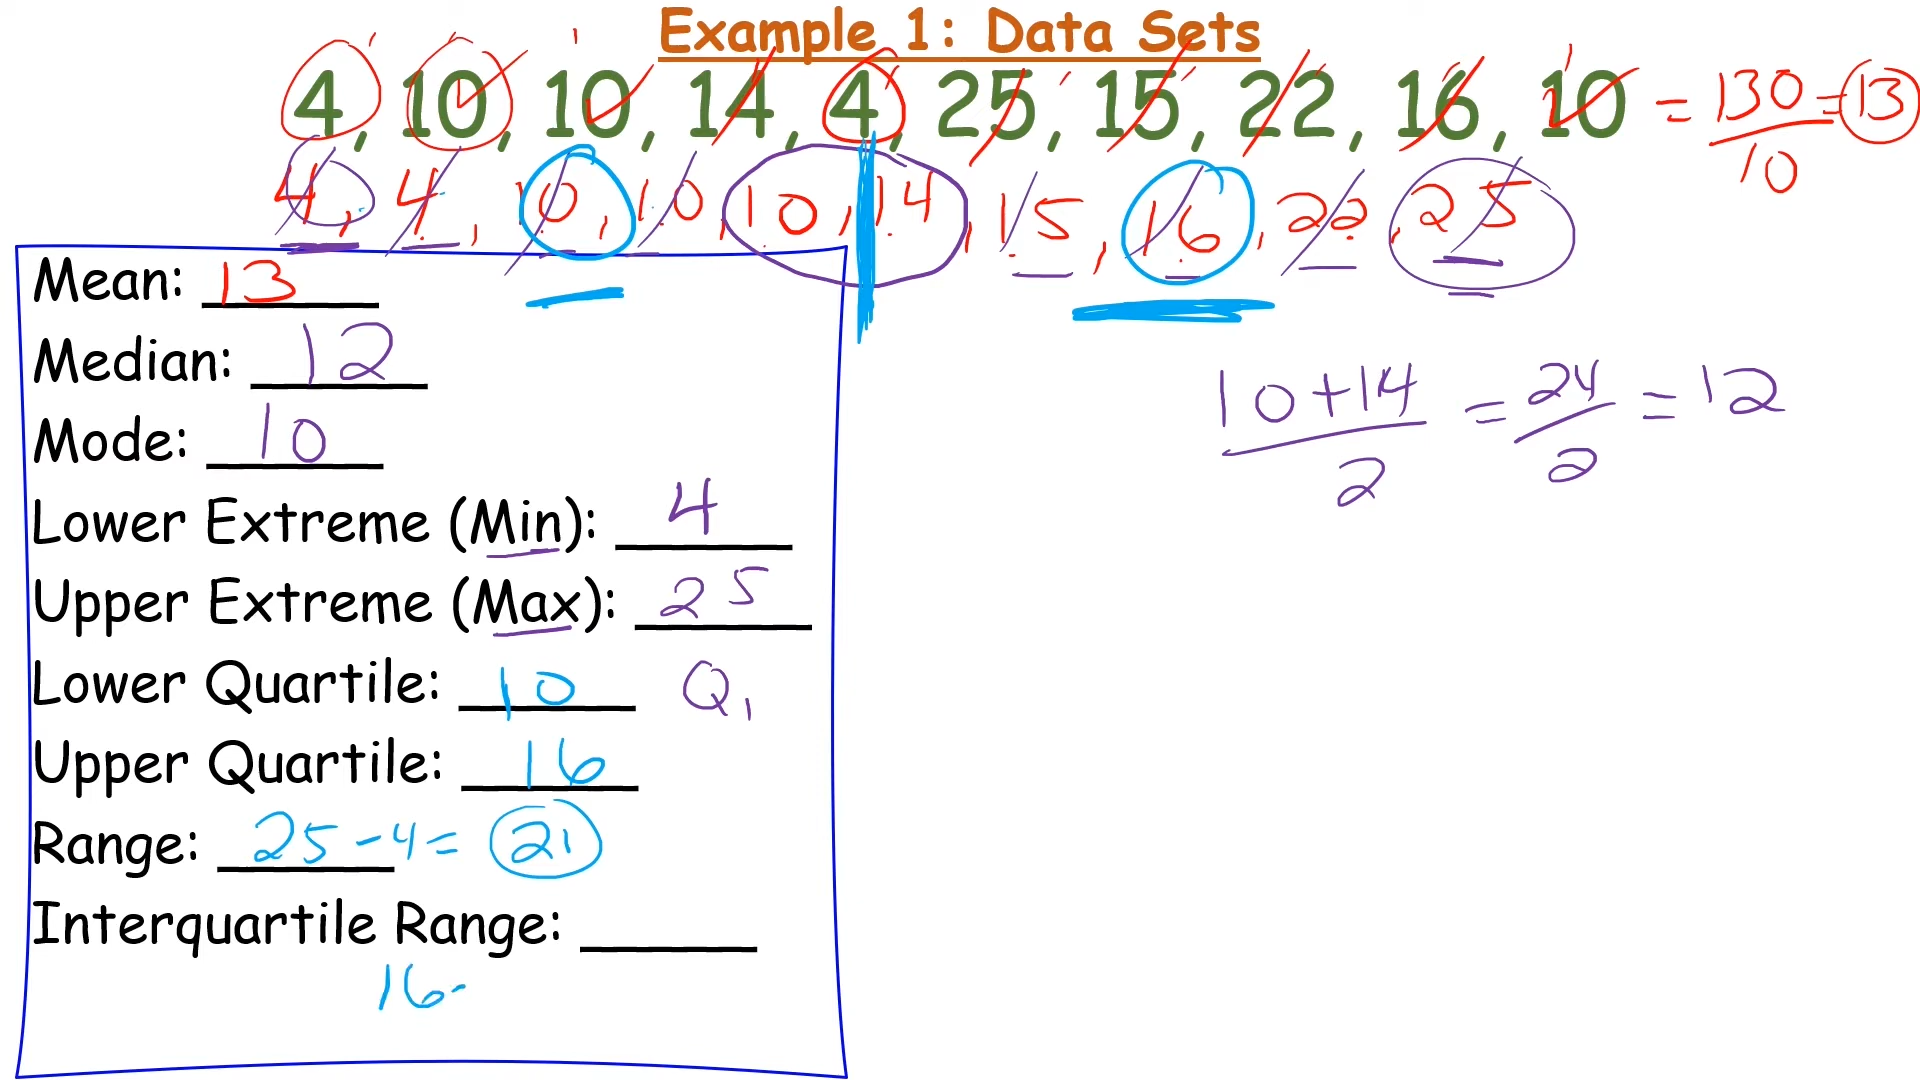 Example 1: Data Sets
4, 10, 10, 14, 4, 25, 15, 22, 16, 10 = 130/10 = 13
4, 4, 10, 10, 10, 14, 15, 16, 22, 25
Mean: 13
Median: 12
10+14/2 = 24/2 = 12
Mode: 10
Lower Extreme (Min): 4
Upper Extreme (Max): 25
Lower Quartile: 10 Q1
Upper Quartile: 16
Range: 25-4= 21
Interquartile Range:
16-